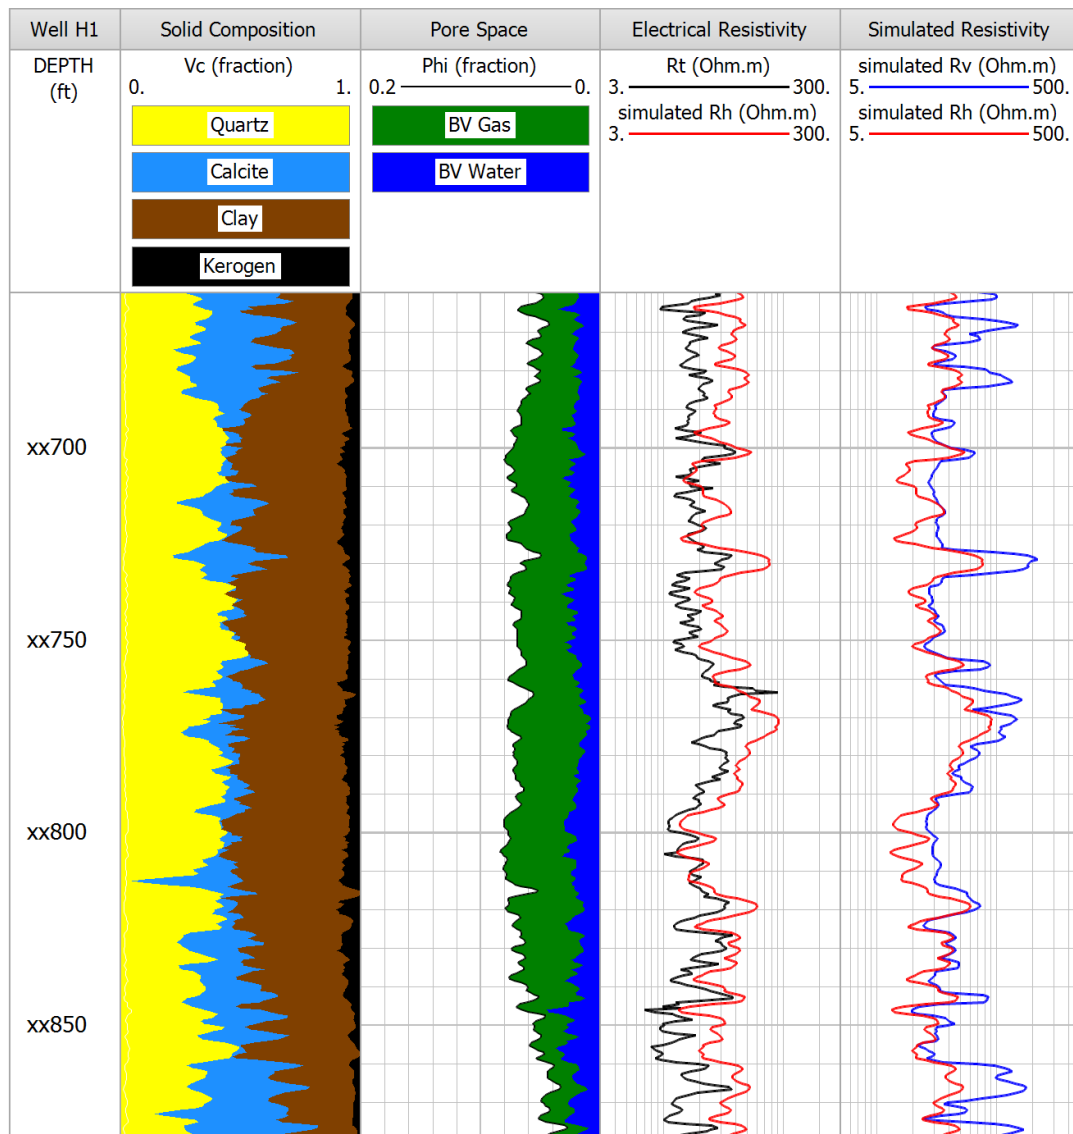 Well H1 Solid Composition Pore Space Electrical Resistivity Simulated Resistivity
DEPTH (ft)
Vc (fraction)
0. 1.
Quartz
Calcite
Clay
Kerogen
Phi (fraction)
0.2 0.
BV Gas
BV Water
Rt (Ohm.m)
3. 300.
simulated Rh (Ohm.m)
3. 300.
simulated Rv (Ohm.m)
5. 500.
simulated Rh (Ohm.m)
5. 500.
xx700
xx750
xx800
xx850